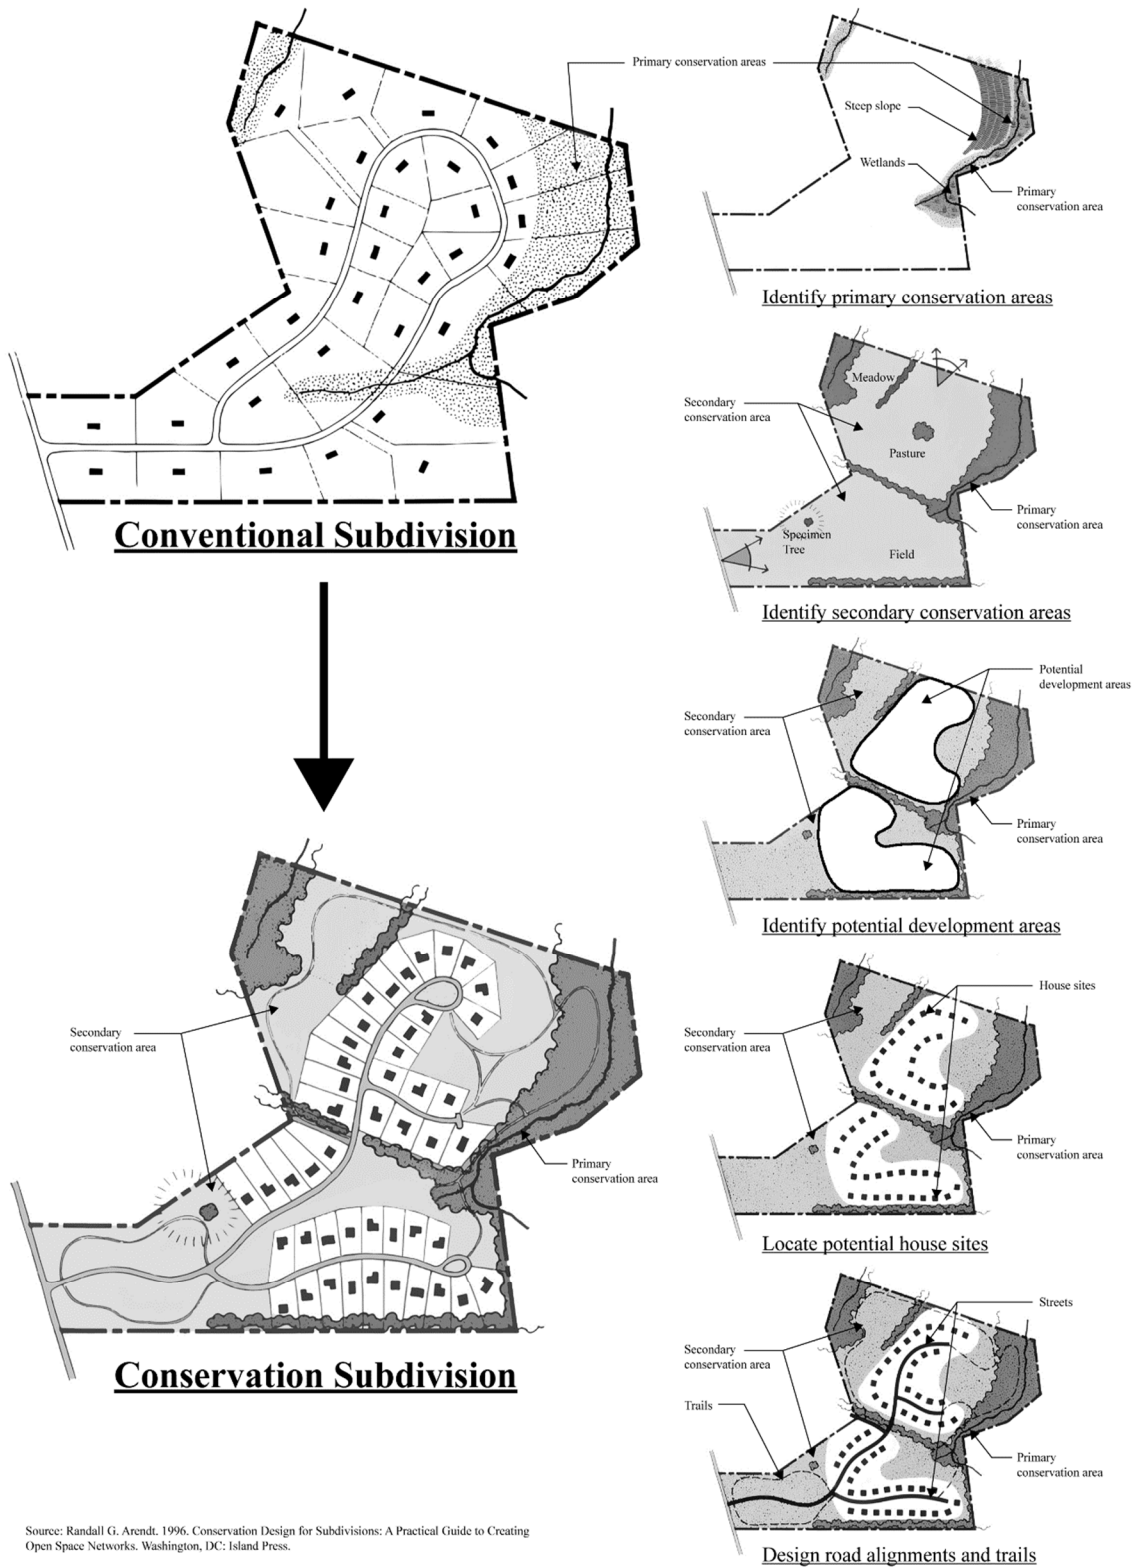 Primary conservation areas
Steep slope
Wetlands
Primary
conservation area
Identify primary conservation areas
Conventional Subdivision
Meadow
Secondary
conservation area
Pasture
Primary
conservation area
Specimen
Tree
Field
Identify secondary conservation areas
Potential
development areas
Secondary
conservation area
Primary
conservation area
Identify potential development areas
House sites
Secondary
conservation area
Primary
conservation area
Locate potential house sites
Secondary
conservation area
Primary
conservation area
Conservation Subdivision
Streets
Secondary
conservation area
Trails
Primary
conservation area
Design road alignments and trails
Source: Randall G. Arendt. 1996. Conservation Design for Subdivisions: A Practical Guide to Creating
Open Space Networks. Washington, DC: Island Press.